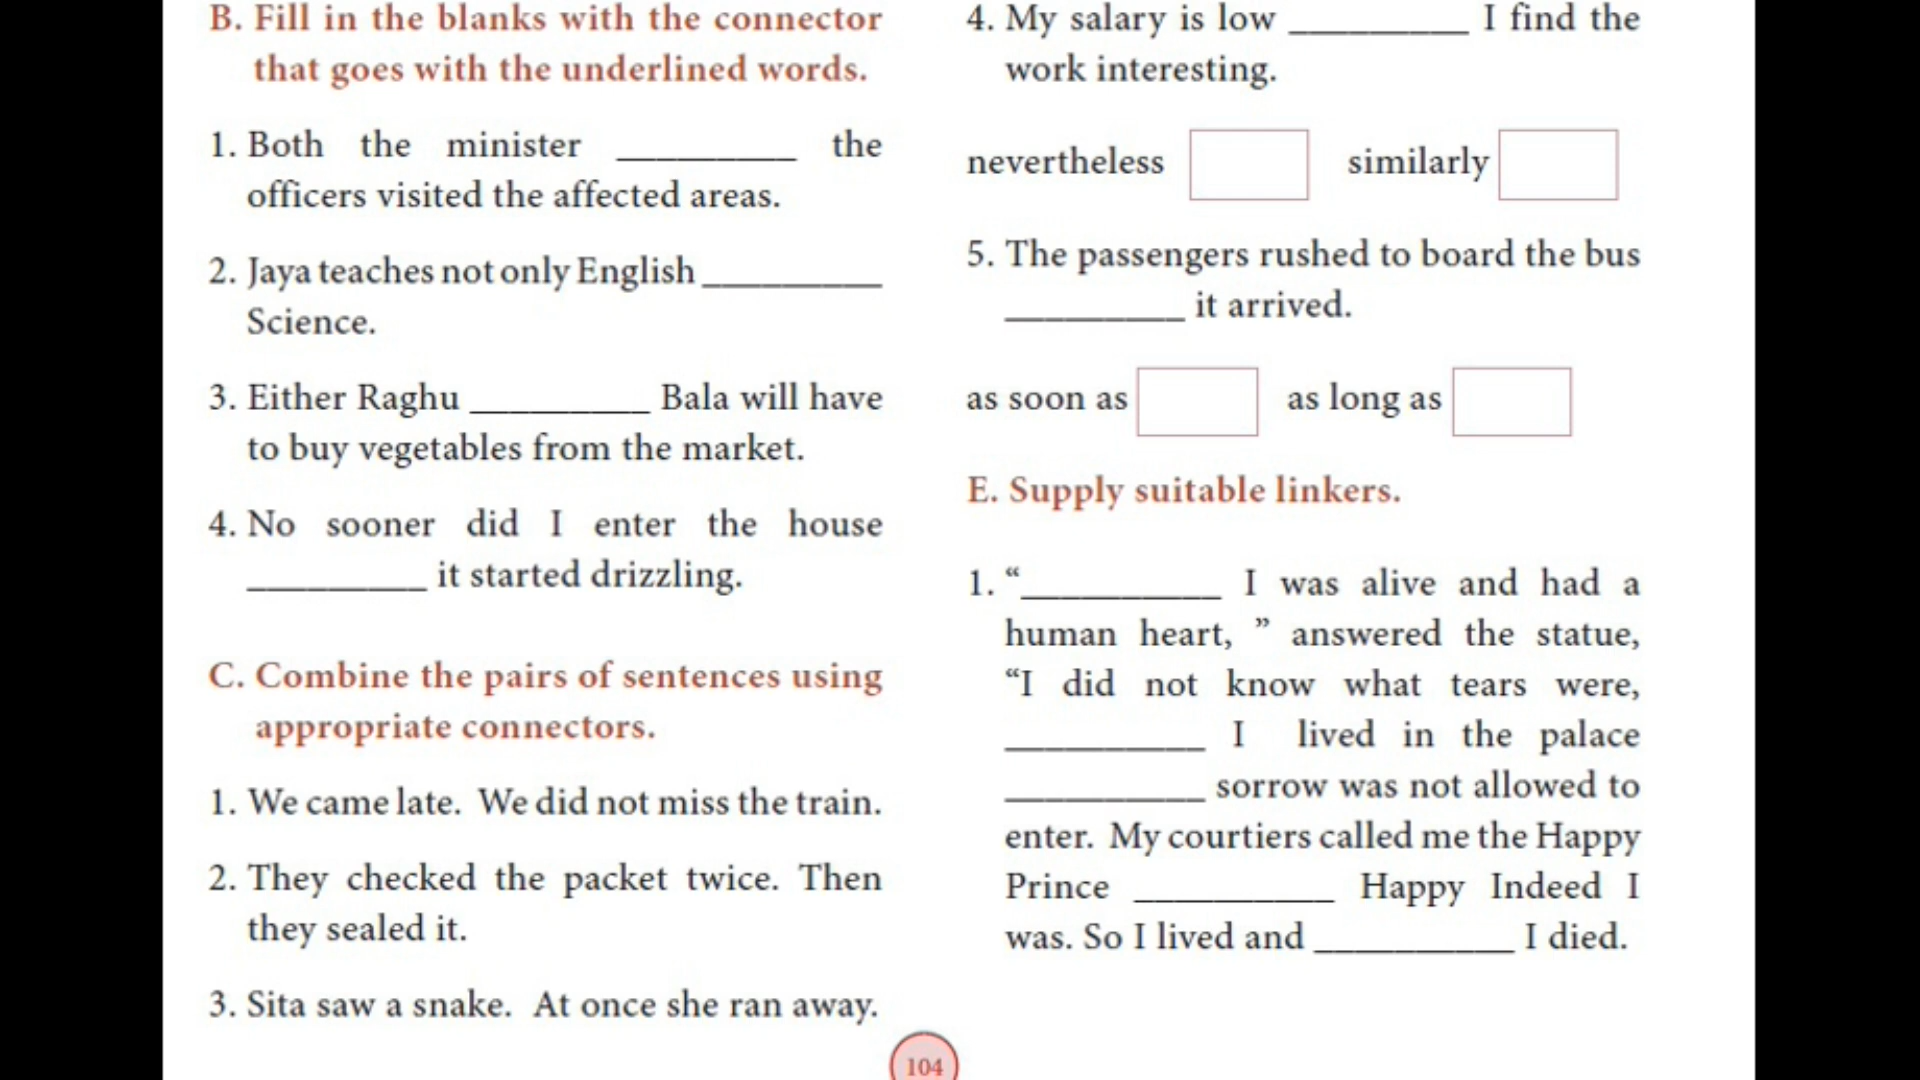 B. Fill in the blanks with the connector
that goes with the underlined words.
1. Both the minister _________ the
officers visited the affected areas.
2. Jaya teaches not only English _________
Science.
3. Either Raghu _________ Bala will have
to buy vegetables from the market.
4. No sooner did I enter the house
_________ it started drizzling.
C. Combine the pairs of sentences using
appropriate connectors.
1. We came late. We did not miss the train.
2. They checked the packet twice. Then
they sealed it.
3. Sita saw a snake. At once she ran away.
4. My salary is low _________ I find the
work interesting.
nevertheless similarly
5. The passengers rushed to board the bus
_________ it arrived.
as soon as as long as
E. Supply suitable linkers.
1. “__________ I was alive and had a
human heart, ” answered the statue,
“I did not know what tears were,
__________ I lived in the palace
__________ sorrow was not allowed to
enter. My courtiers called me the Happy
Prince __________ Happy Indeed I
was. So I lived and __________ I died.
104